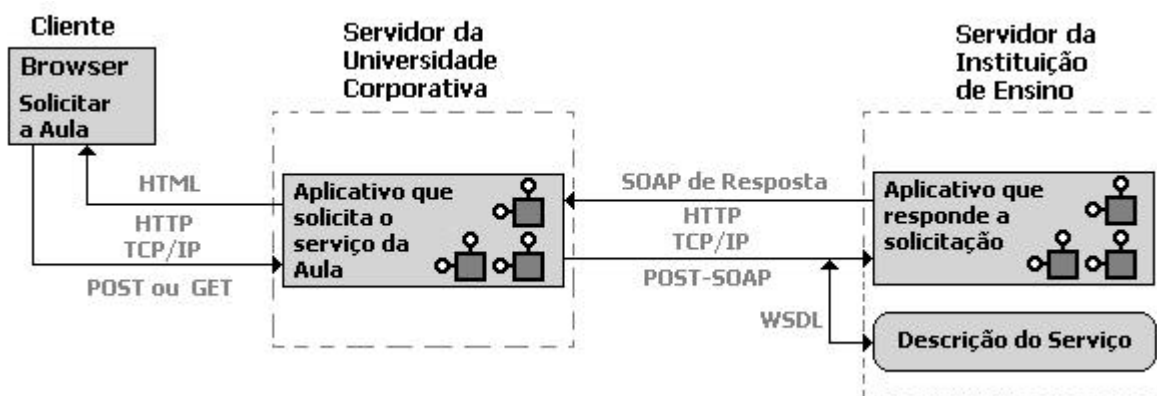 Cliente
Browser
Solicitar
a Aula
Servidor da
Universidade
Corporativa
Servidor da
Instituição
de Ensino
HTML
HTTP
TCP/IP
POST ou GET
Aplicativo que
solicita o
serviço da
Aula
SOAP de Resposta
HTTP
TCP/IP
POST-SOAP
WSDL
Aplicativo que
responde a
solicitação
Descrição do Serviço